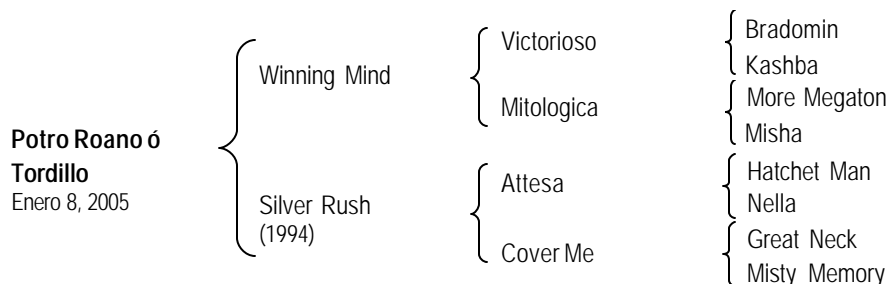 Potro Roano ó
Tordillo
Enero 8, 2005
Winning Mind
Silver Rush
(1994)
Victorioso
Mitologica
Attesa
Cover Me
Bradomin
Kashba
More Megaton
Misha
Hatchet Man
Nella
Great Neck
Misty Memory